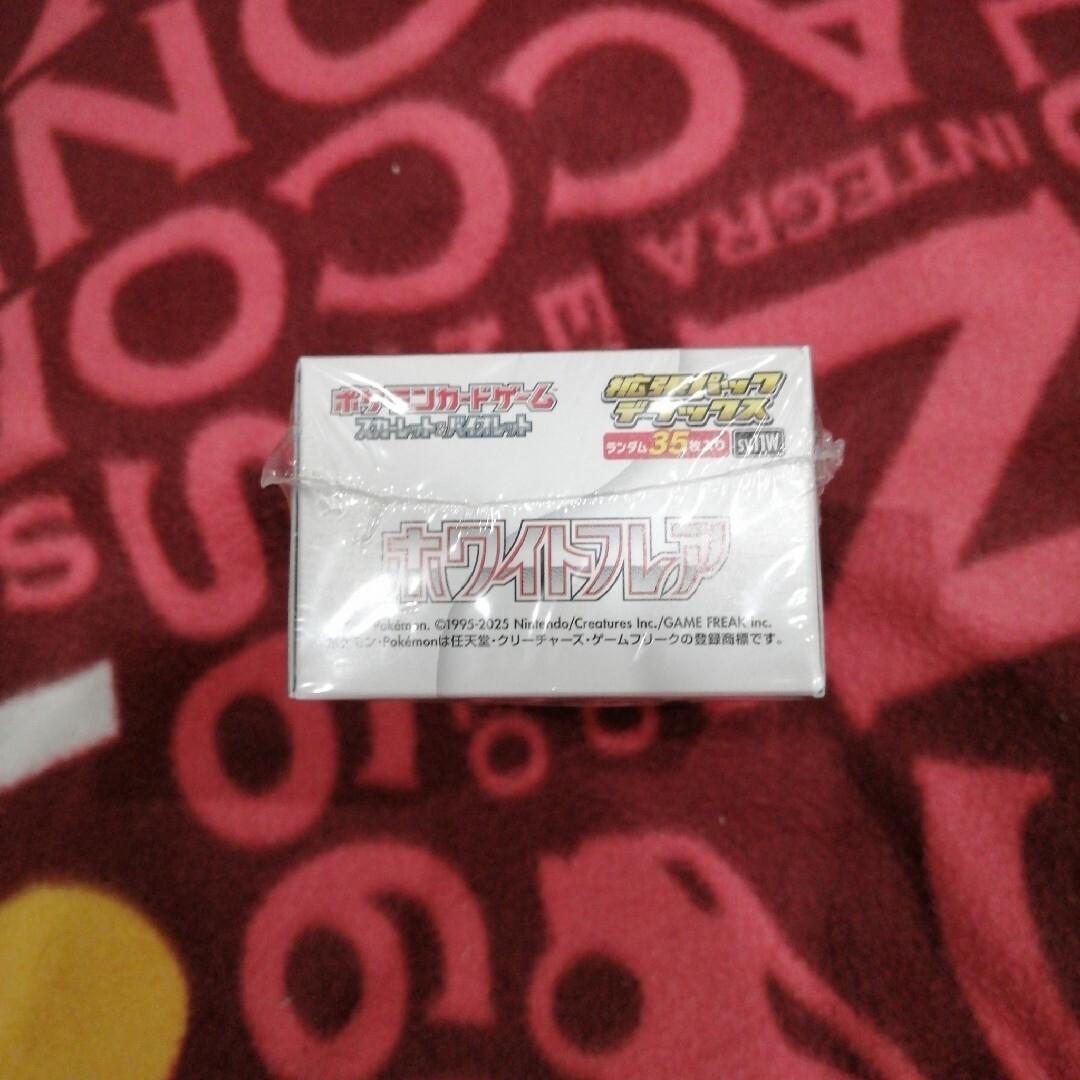 INTEGRA
ポケモンカードゲーム
スカーレット&バイオレット
拡張パック
デラックス
ランダム35枚入り SV11W
ホワイトフレア
Pokémon. ©1995-2025 Nintendo/Creatures Inc./GAME FREAK inc.
ポケモン・Pokémonは任天堂・クリーチャーズ・ゲームフリークの登録商標です。